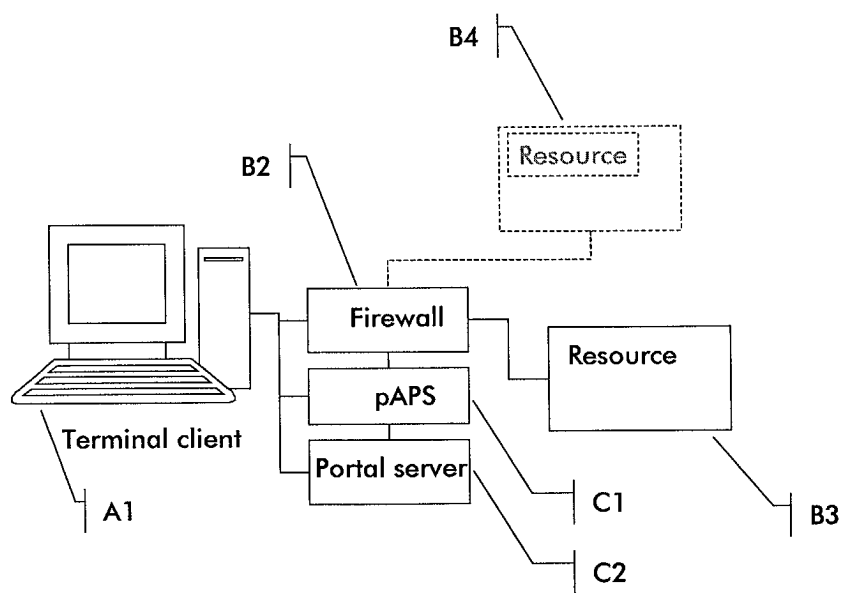 B4
Resource
B2
Firewall
Resource
pAPS
Terminal client
Portal server
A1
C1
B3
C2